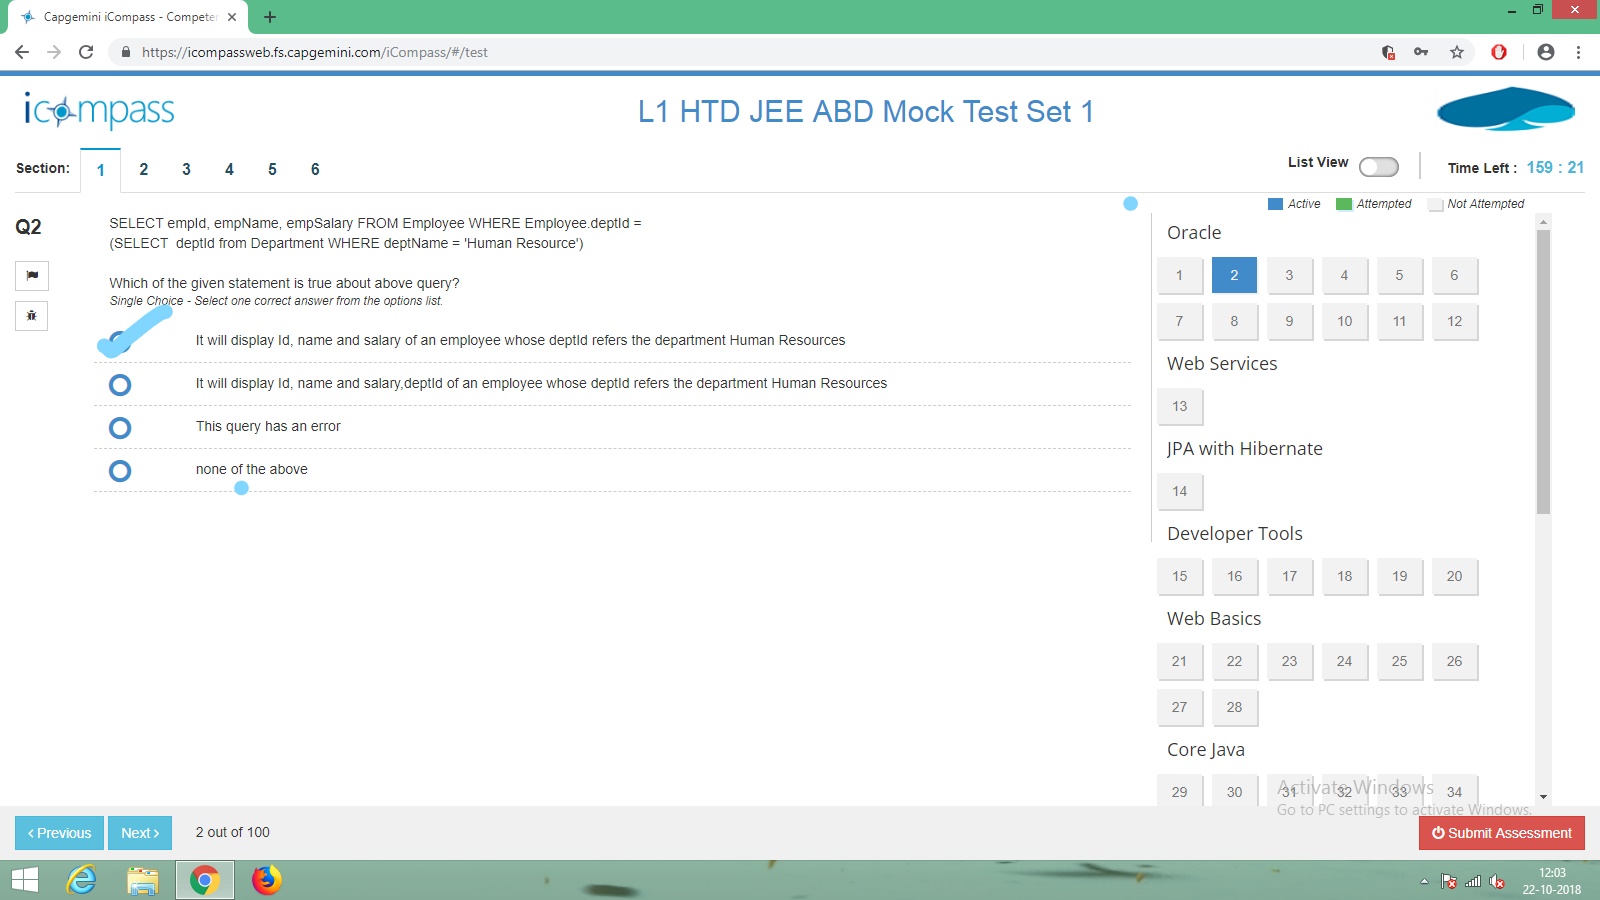 Capgemini iCompass - Competer
https://icompassweb.fs.capgemini.com/iCompass/#/test
icompass
L1 HTD JEE ABD Mock Test Set 1
Section: 1 2 3 4 5 6
List View
Time Left : 159 : 21
Active Attempted Not Attempted
Q2
SELECT empId, empName, empSalary FROM Employee WHERE Employee.deptId =
(SELECT deptId from Department WHERE deptName = 'Human Resource')
Which of the given statement is true about above query?
Single Choice - Select one correct answer from the options list.
It will display Id, name and salary of an employee whose deptId refers the department Human Resources
It will display Id, name and salary,deptId of an employee whose deptId refers the department Human Resources
This query has an error
none of the above
Oracle
1 2 3 4 5 6
7 8 9 10 11 12
Web Services
13
JPA with Hibernate
14
Developer Tools
15 16 17 18 19 20
Web Basics
21 22 23 24 25 26
27 28
Core Java
29 30 31 32 33 34
Activate Windows
Go to PC settings to activate Windows.
Previous
Next
2 out of 100
Submit Assessment
12:03
22-10-2018